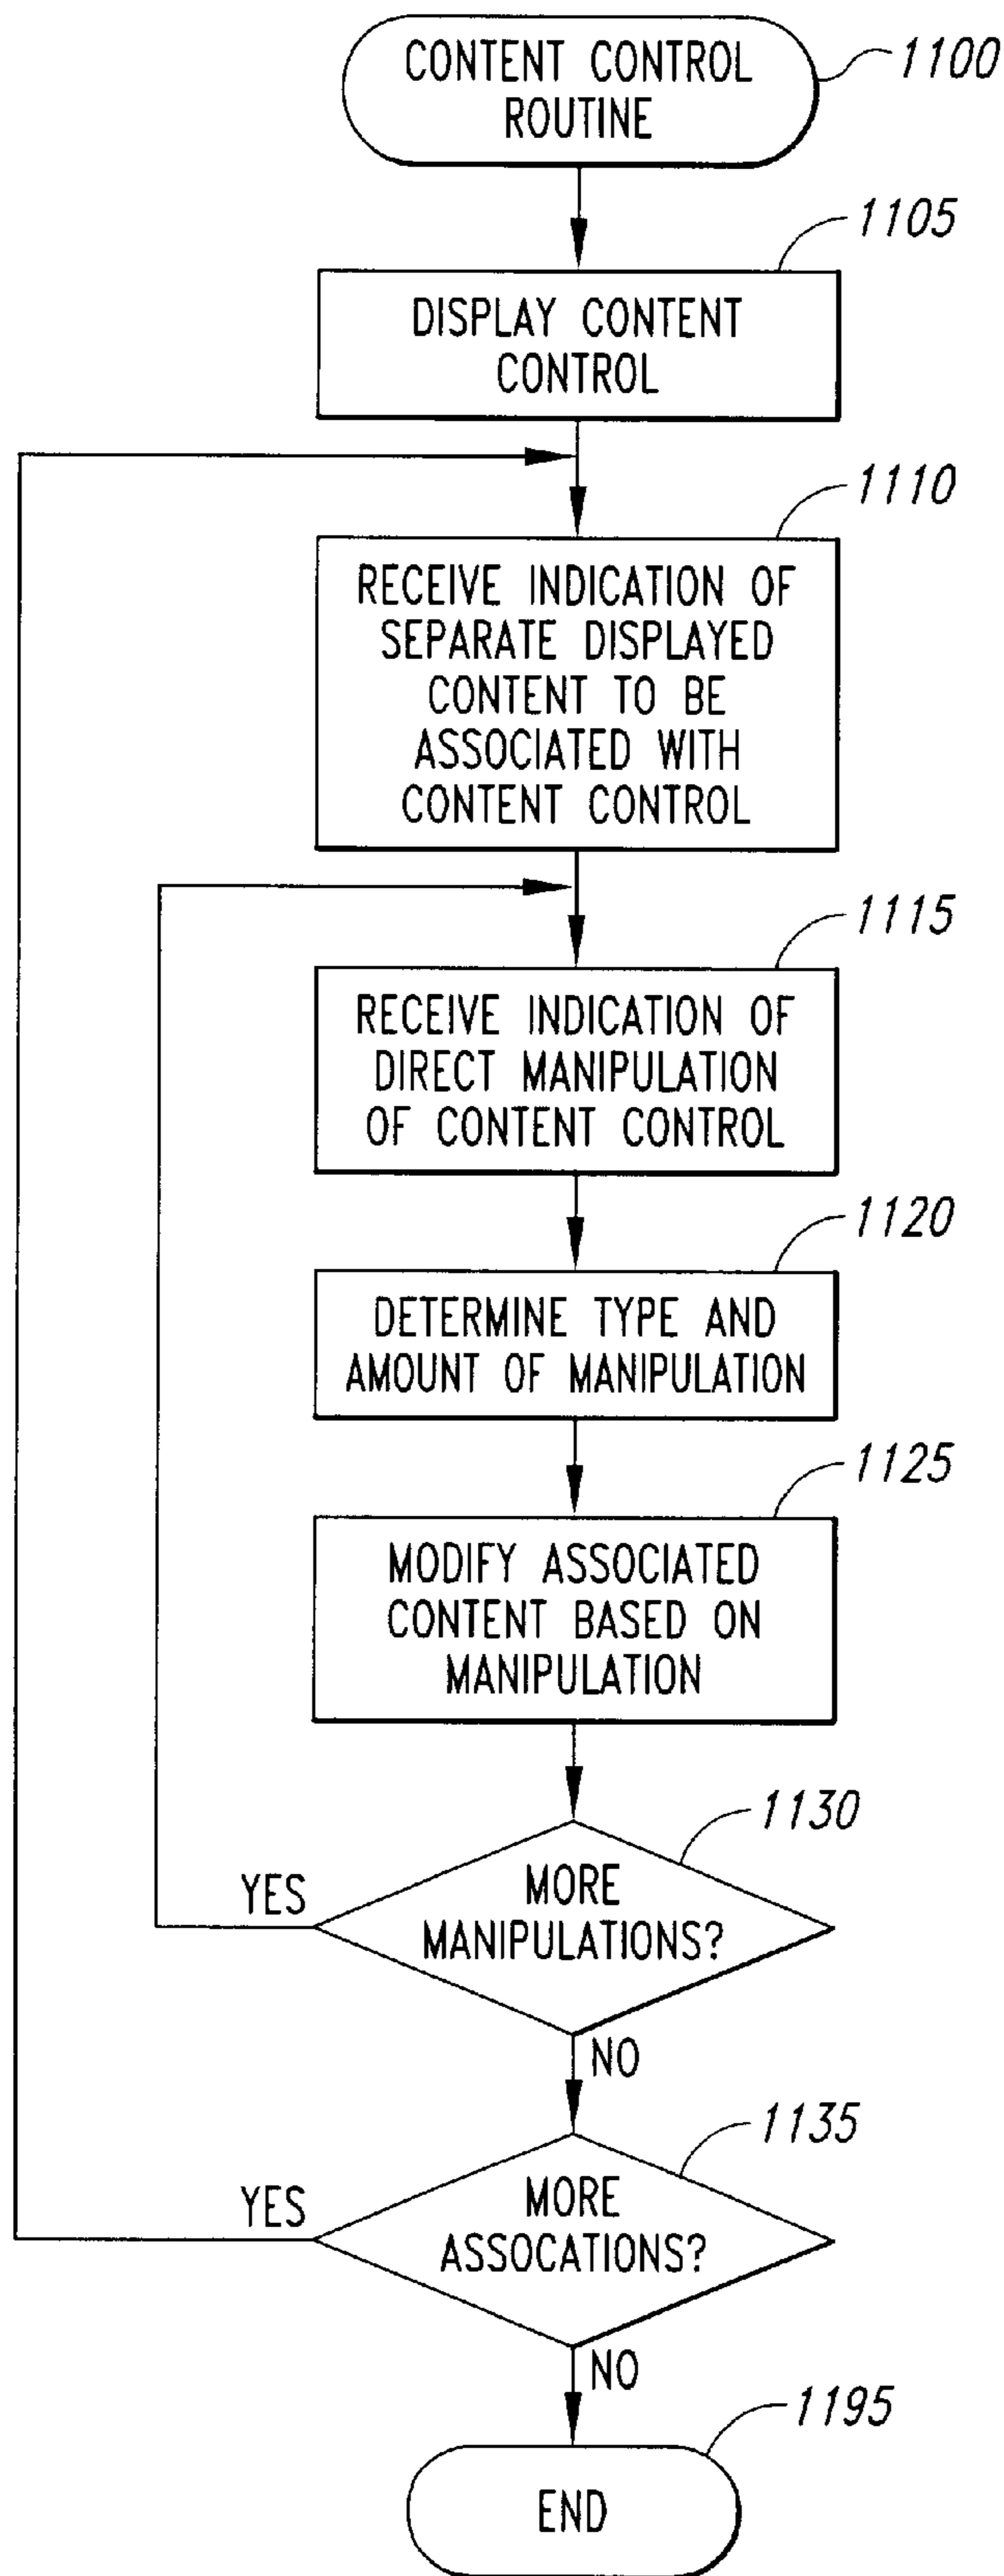 CONTENT CONTROL
ROUTINE
1100
1105
DISPLAY CONTENT
CONTROL
1110
RECEIVE INDICATION OF
SEPARATE DISPLAYED
CONTENT TO BE
ASSOCIATED WITH
CONTENT CONTROL
1115
RECEIVE INDICATION OF
DIRECT MANIPULATION
OF CONTENT CONTROL
1120
DETERMINE TYPE AND
AMOUNT OF MANIPULATION
1125
MODIFY ASSOCIATED
CONTENT BASED ON
MANIPULATION
1130
YES
MORE
MANIPULATIONS?
NO
1135
YES
MORE
ASSOCATIONS?
NO
1195
END